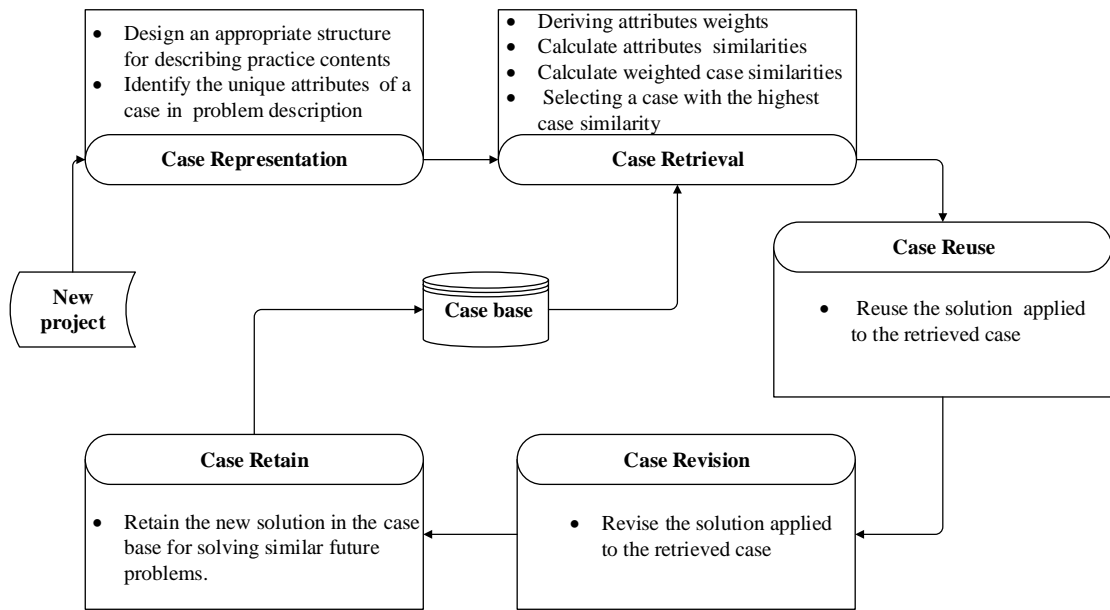 • Design an appropriate structure
for describing practice contents
• Identify the unique attributes of a
case in problem description
Case Representation
• Deriving attributes weights
• Calculate attributes similarities
• Calculate weighted case similarities
• Selecting a case with the highest
case similarity
Case Retrieval
Case Reuse
• Reuse the solution applied
to the retrieved case
New
project
Case base
Case Retain
• Retain the new solution in the case
base for solving similar future
problems.
Case Revision
• Revise the solution applied
to the retrieved case